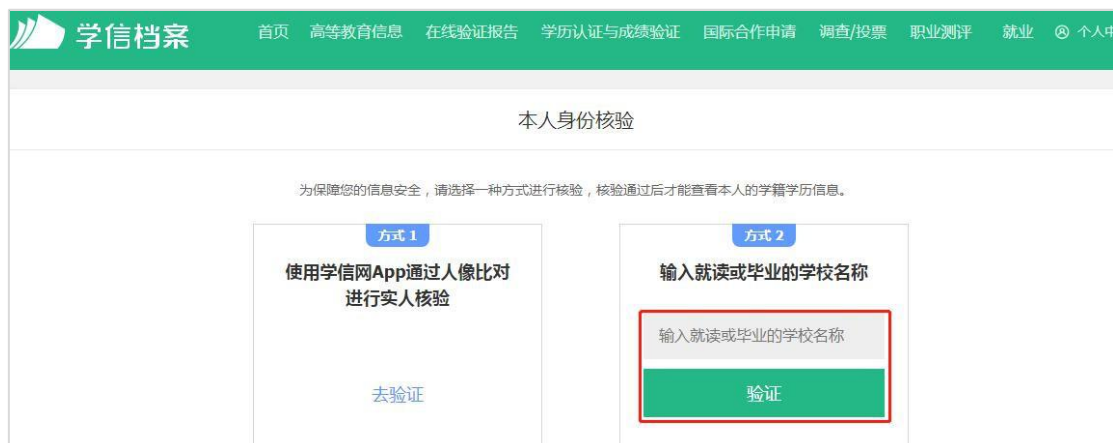 学信档案
首页 高等教育信息 在线验证报告 学历认证与成绩验证 国际合作申请 调查/投票 职业测评 就业 个人中
本人身份核验
为保障您的信息安全，请选择一种方式进行核验，核验通过后才能查看本人的学籍学历信息。
方式 1
使用学信网App通过人像比对
进行实人核验
去验证
方式 2
输入就读或毕业的学校名称
输入就读或毕业的学校名称
验证